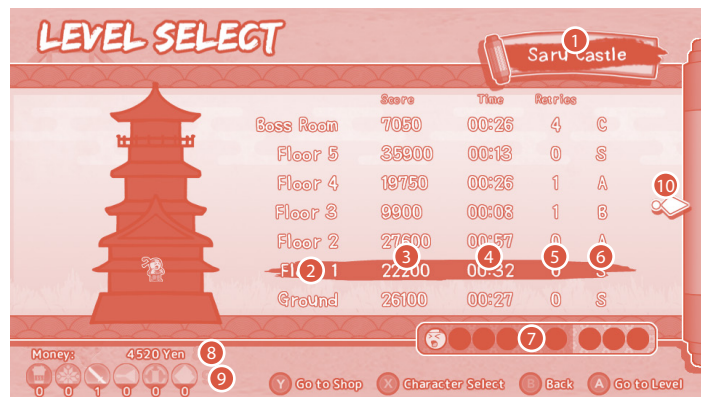 LEVEL SELECT
1
Saru Castle
Score Time Retries
Boss Room 7050 00:26 4 C
Floor 5 35900 00:13 0 S
Floor 4 19750 00:26 1 A
10
Floor 3 9900 00:08 1 B
Floor 2 27600 00:57 0 A
2 3 4 5 6
Floor 1 22200 00:32 S
Ground 26100 00:27 0 S
7
Money: 4520 Yen 8
9
0 0 1 0 0 0
Y Go to Shop X Character Select B Back A Go to Level